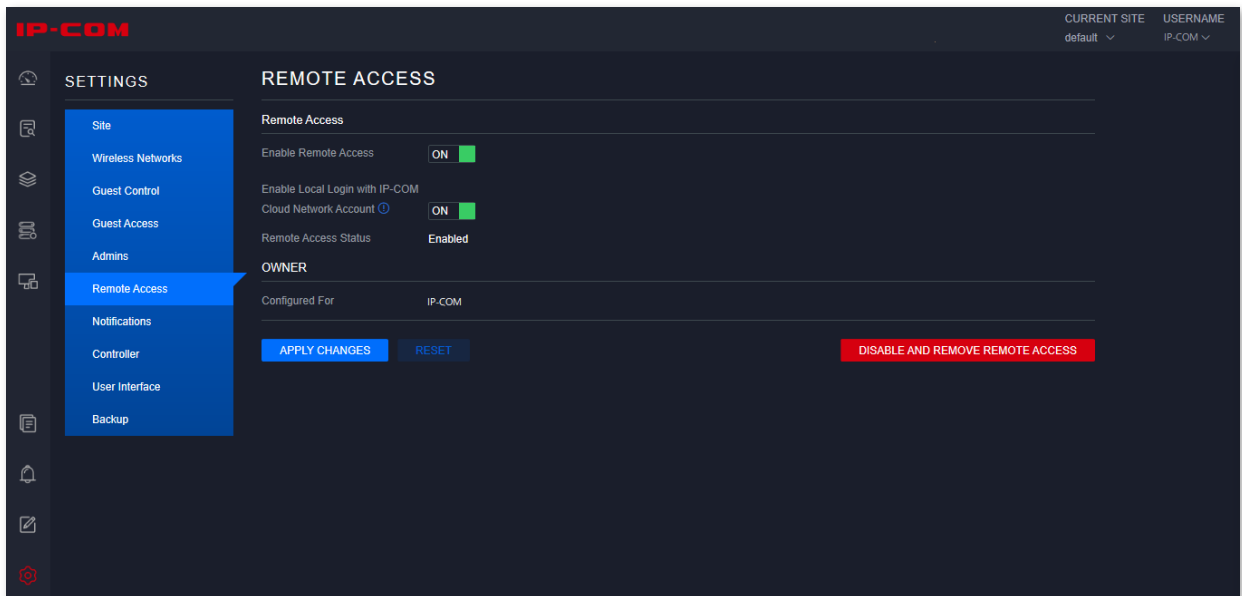 IP-COM
CURRENT SITE USERNAME
default IP-COM
SETTINGS
Site
Wireless Networks
Guest Control
Guest Access
Admins
Remote Access
Notifications
Controller
User Interface
Backup
REMOTE ACCESS
Remote Access
Enable Remote Access ON
Enable Local Login with IP-COM
Cloud Network Account ON
Remote Access Status Enabled
OWNER
Configured For IP-COM
APPLY CHANGES RESET DISABLE AND REMOVE REMOTE ACCESS